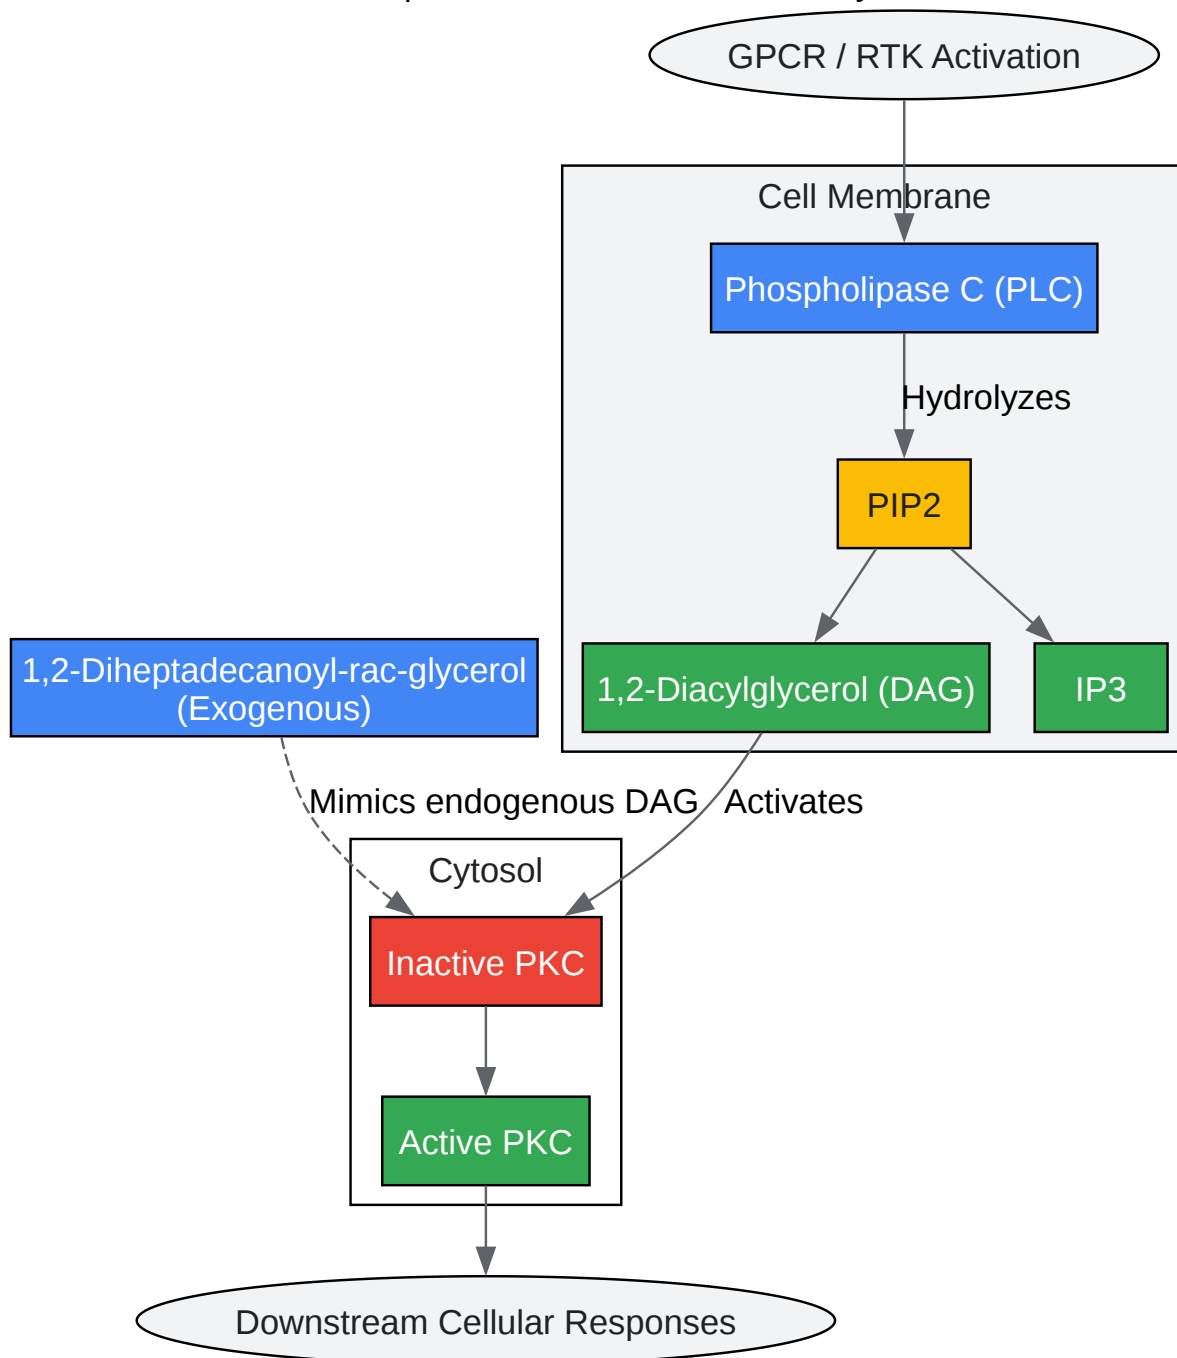 GPCR / RTK Activation
Cell Membrane
Phospholipase C (PLC)
Hydrolyzes
PIP2
1,2-Diheptadecanoyl-rac-glycerol
(Exogenous)
1,2-Diacylglycerol (DAG)
IP3
Mimics endogenous DAG
Activates
Cytosol
Inactive PKC
Active PKC
Downstream Cellular Responses